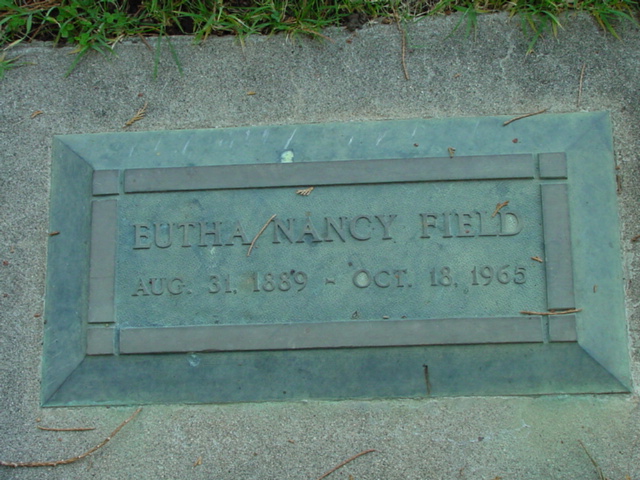 EUTHA NANCY FIELD
AUG. 31, 1889 - OCT. 18, 1965